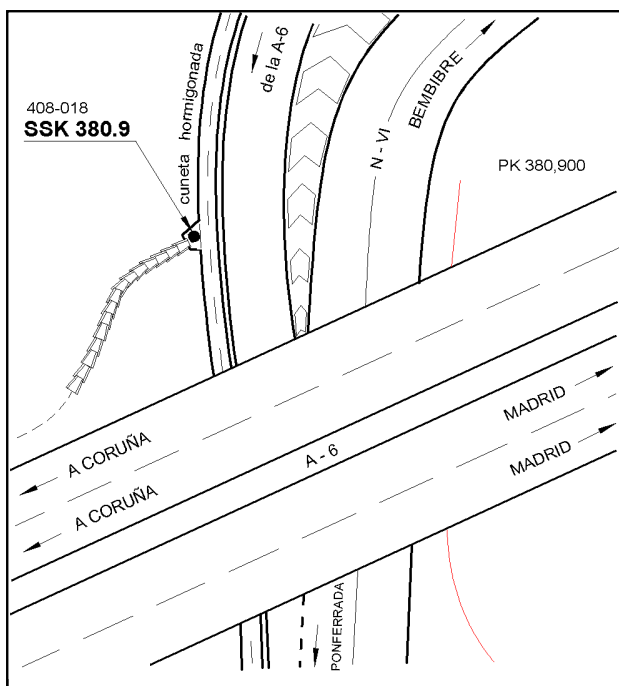 de la A-6
cuneta hormigonada
408-018
SSK 380.9
N - VI
BEMBIBRE
PK 380,900
A CORUÑA
A CORUÑA
A - 6
MADRID
MADRID
PONFERRADA